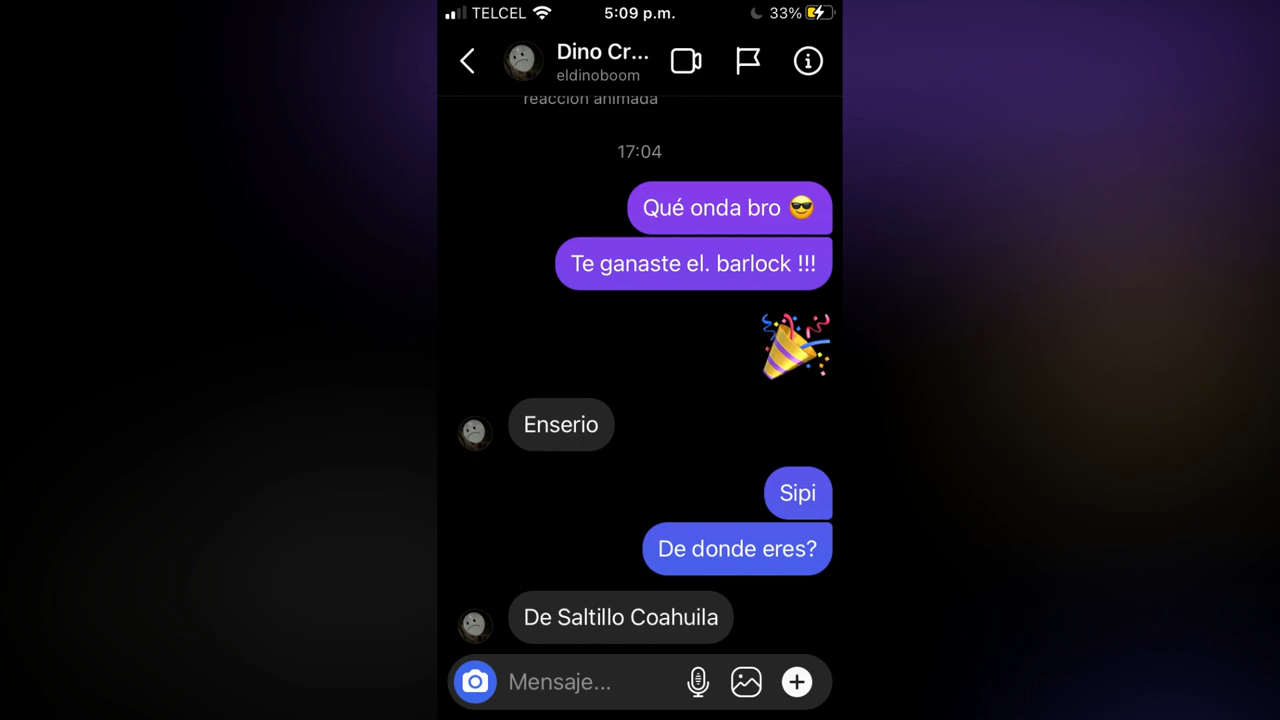 TELCEL 5:09 p.m. 33%
Dino Cr...
eldinoboom
reacción animada
17:04
Qué onda bro 😎
Te ganaste el. barlock !!!
🎉
Enserio
Sipi
De donde eres?
De Saltillo Coahuila
Mensaje...